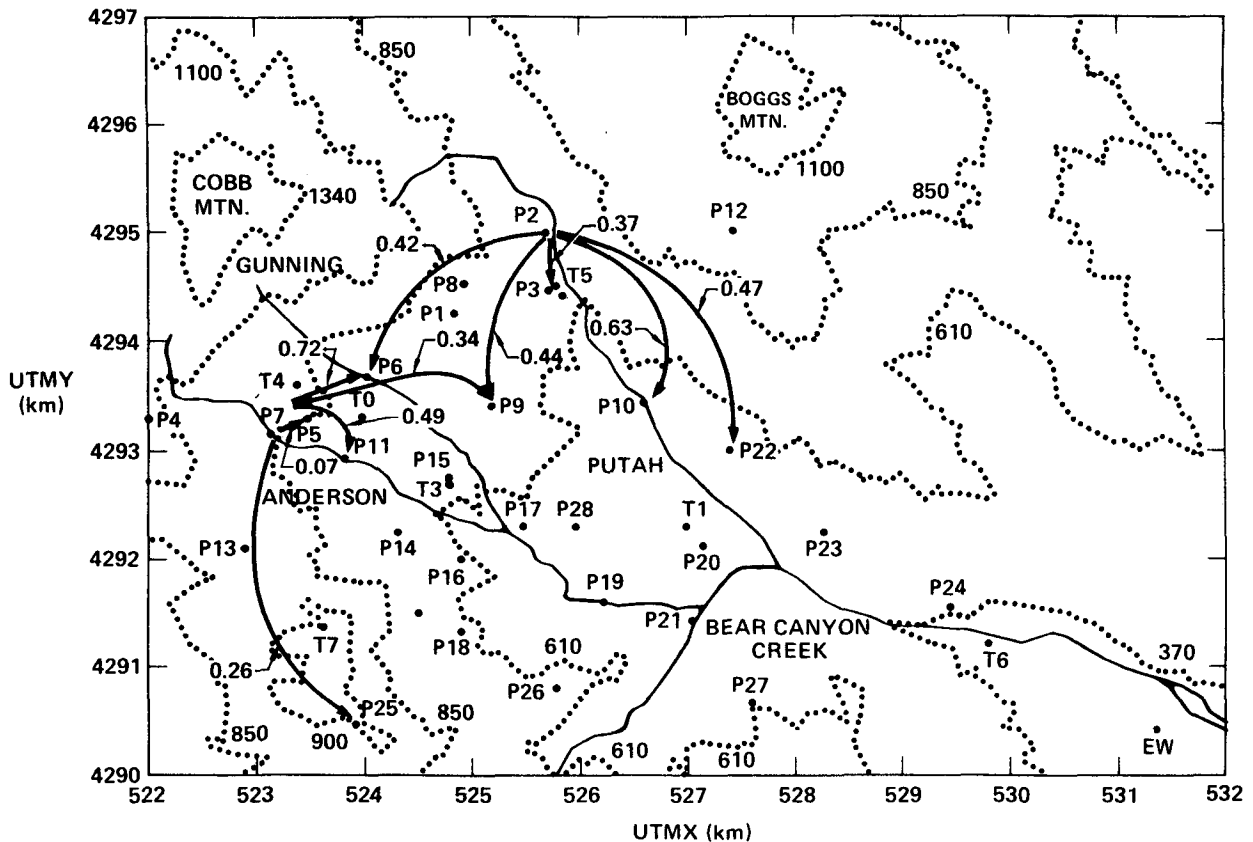 4297
850
1100
BOGGS
MTN.
4296
COBB
MTN.
1340
1100
850
P2
0.37
P12
4295
0.42
GUNNING
P8
P3
T5
0.47
P1
0.63
610
4294
0.72
0.34
0.44
UTMY
(km)
T4
P6
P7
T0
P9
P10
P4
P5
0.49
4293
P11
P22
0.07
P15
PUTAH
ANDERSON
T3
P17
P28
T1
P13
P14
P20
P23
4292
P16
P19
P24
P21
BEAR CANYON
CREEK
T7
P18
610
T6
370
4291
0.26
P26
P27
P25
850
900
850
610
610
EW
4290
522
523
524
525
526
527
528
529
530
531
532
UTMX (km)